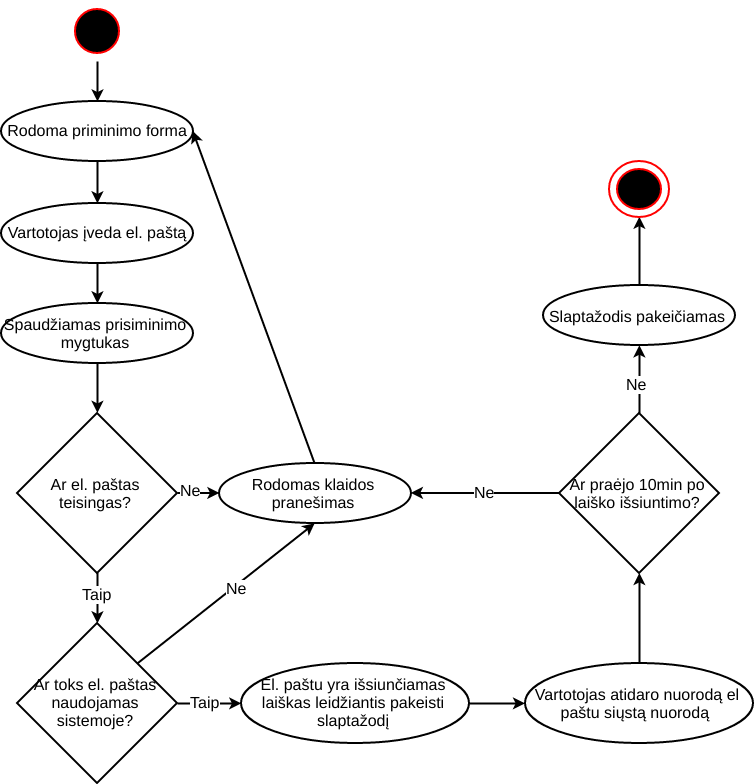 Rodoma priminimo forma
Vartotojas įveda el. paštą
Spaudžiamas prisiminimo
mygtukas
Slaptažodis pakeičiamas
Ne
Ar el. paštas
teisingas?
Ne
Rodomas klaidos
pranešimas
Ne
Ar praėjo 10min po
laiško išsiuntimo?
Taip
Ne
Ar toks el. paštas
naudojamas
sistemoje?
Taip
El. paštu yra išsiunčiamas
laiškas leidžiantis pakeisti
slaptažodį
Vartotojas atidaro nuorodą el
paštu siųstą nuorodą